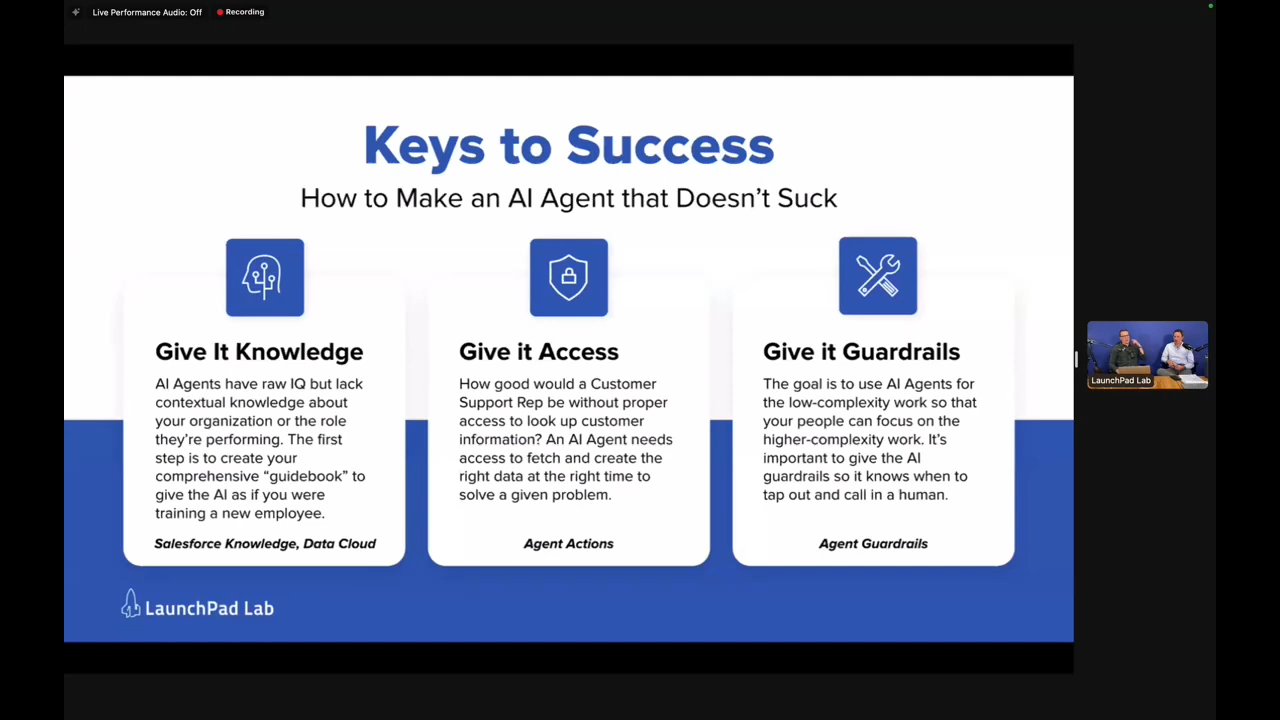 Live Performance Audio: Off
Recording
Keys to Success
How to Make an AI Agent that Doesn’t Suck
Give It Knowledge
AI Agents have raw IQ but lack
contextual knowledge about
your organization or the role
they’re performing. The first
step is to create your
comprehensive “guidebook” to
give the AI as if you were
training a new employee.
Salesforce Knowledge, Data Cloud
Give it Access
How good would a Customer
Support Rep be without proper
access to look up customer
information? An AI Agent needs
access to fetch and create the
right data at the right time to
solve a given problem.
Agent Actions
Give it Guardrails
The goal is to use AI Agents for
the low-complexity work so that
your people can focus on the
higher-complexity work. It’s
important to give the AI
guardrails so it knows when to
tap out and call in a human.
Agent Guardrails
LaunchPad Lab
LaunchPad Lab